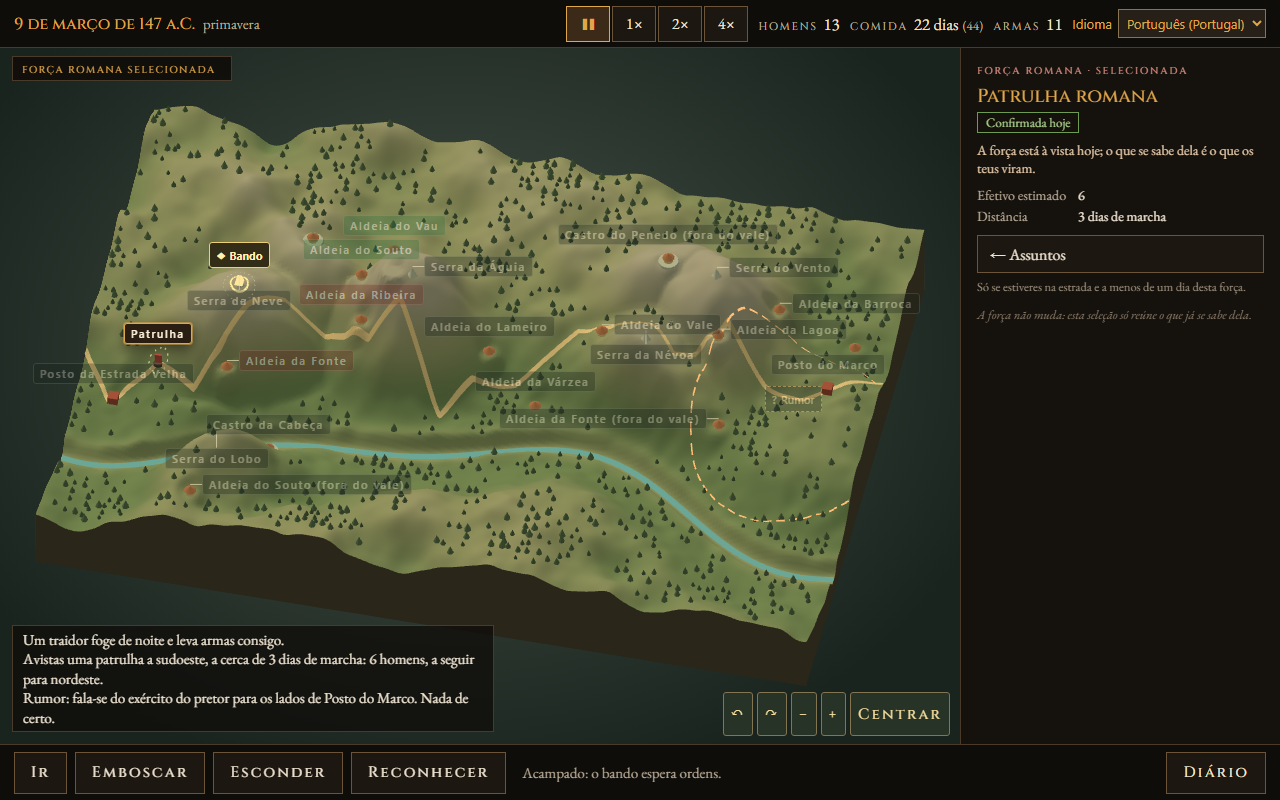 9 DE MARÇO DE 147 A.C. primavera
1× 2× 4×
HOMENS 13 COMIDA 22 dias (44) ARMAS 11 Idioma Português (Portugal)
FORÇA ROMANA SELECIONADA
Aldeia do Vau
Aldeia do Souto
Castro do Penedo (fora do vale)
◆ Bando
Serra da Águia
Serra do Vento
Serra da Neve
Aldeia da Ribeira
Aldeia da Barroca
Patrulha
Aldeia do Lameiro
Aldeia do Vale
Aldeia da Lagoa
Aldeia da Fonte
Serra da Névoa
Posto da Estrada Velha
Posto do Marco
Aldeia da Várzea
? Rumor
Castro da Cabeça
Aldeia da Fonte (fora do vale)
Serra do Lobo
Aldeia do Souto (fora do vale)
Um traidor foge de noite e leva armas consigo.
Avistas uma patrulha a sudoeste, a cerca de 3 dias de marcha: 6 homens, a seguir
para nordeste.
Rumor: fala-se do exército do pretor para os lados de Posto do Marco. Nada de
certo.
↶ ↷ − + CENTRAR
FORÇA ROMANA · SELECIONADA
PATRULHA ROMANA
Confirmada hoje
A força está à vista hoje; o que se sabe dela é o que os
teus viram.
Efetivo estimado 6
Distância 3 dias de marcha
← Assuntos
Só se estiveres na estrada e a menos de um dia desta força.
A força não muda: esta seleção só reúne o que já se sabe dela.
IR EMBOSCAR ESCONDER RECONHECER Acampado: o bando espera ordens. DIÁRIO